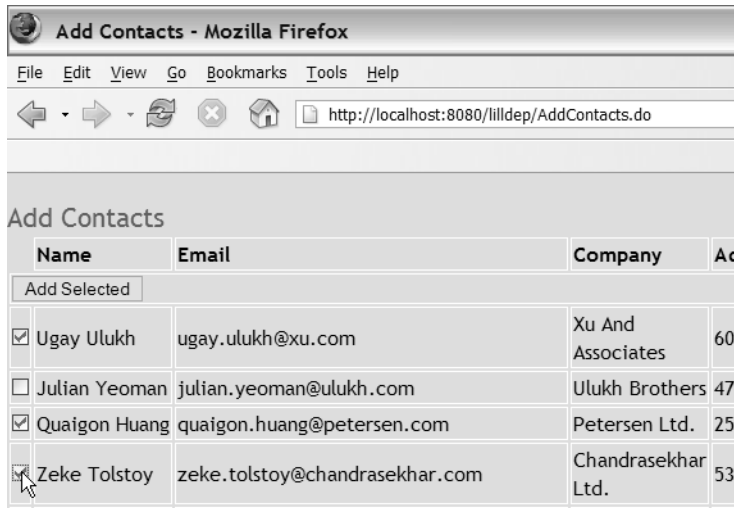 Add Contacts - Mozilla Firefox
File Edit View Go Bookmarks Tools Help
http://localhost:8080/lilldep/AddContacts.do
Add Contacts
Name Email Company
Add Selected
Ugay Ulukh ugay.ulukh@xu.com Xu And Associates 60
Julian Yeoman julian.yeoman@ulukh.com Ulukh Brothers 47
Quaigon Huang quaigon.huang@petersen.com Petersen Ltd. 25
Zeke Tolstoy zeke.tolstoy@chandrasekhar.com Chandrasekhar Ltd. 53